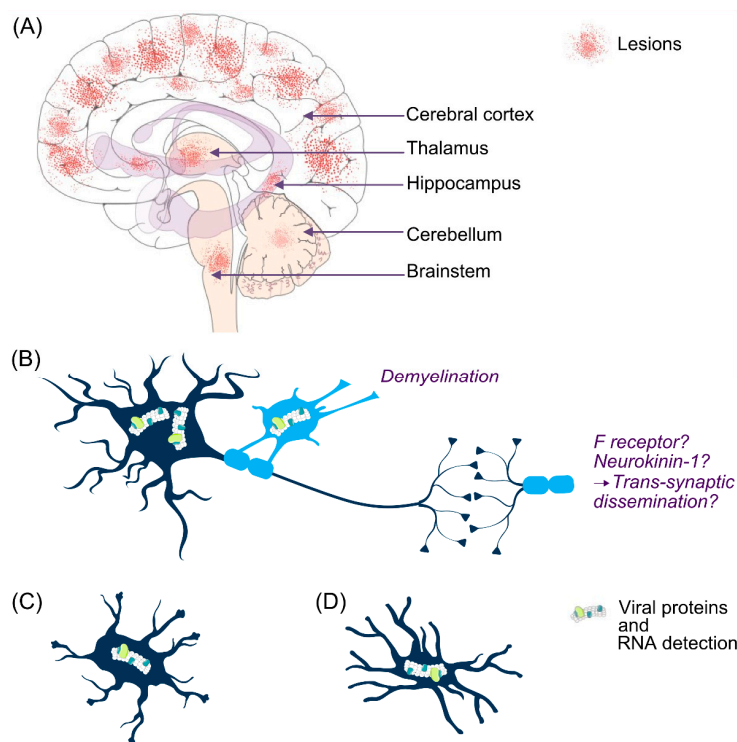 (A)
Lesions
Cerebral cortex
Thalamus
Hippocampus
Cerebellum
Brainstem
(B)
Demyelination
F receptor?
Neurokinin-1?
→ Trans-synaptic
dissemination?
(C)
(D)
Viral proteins
and
RNA detection